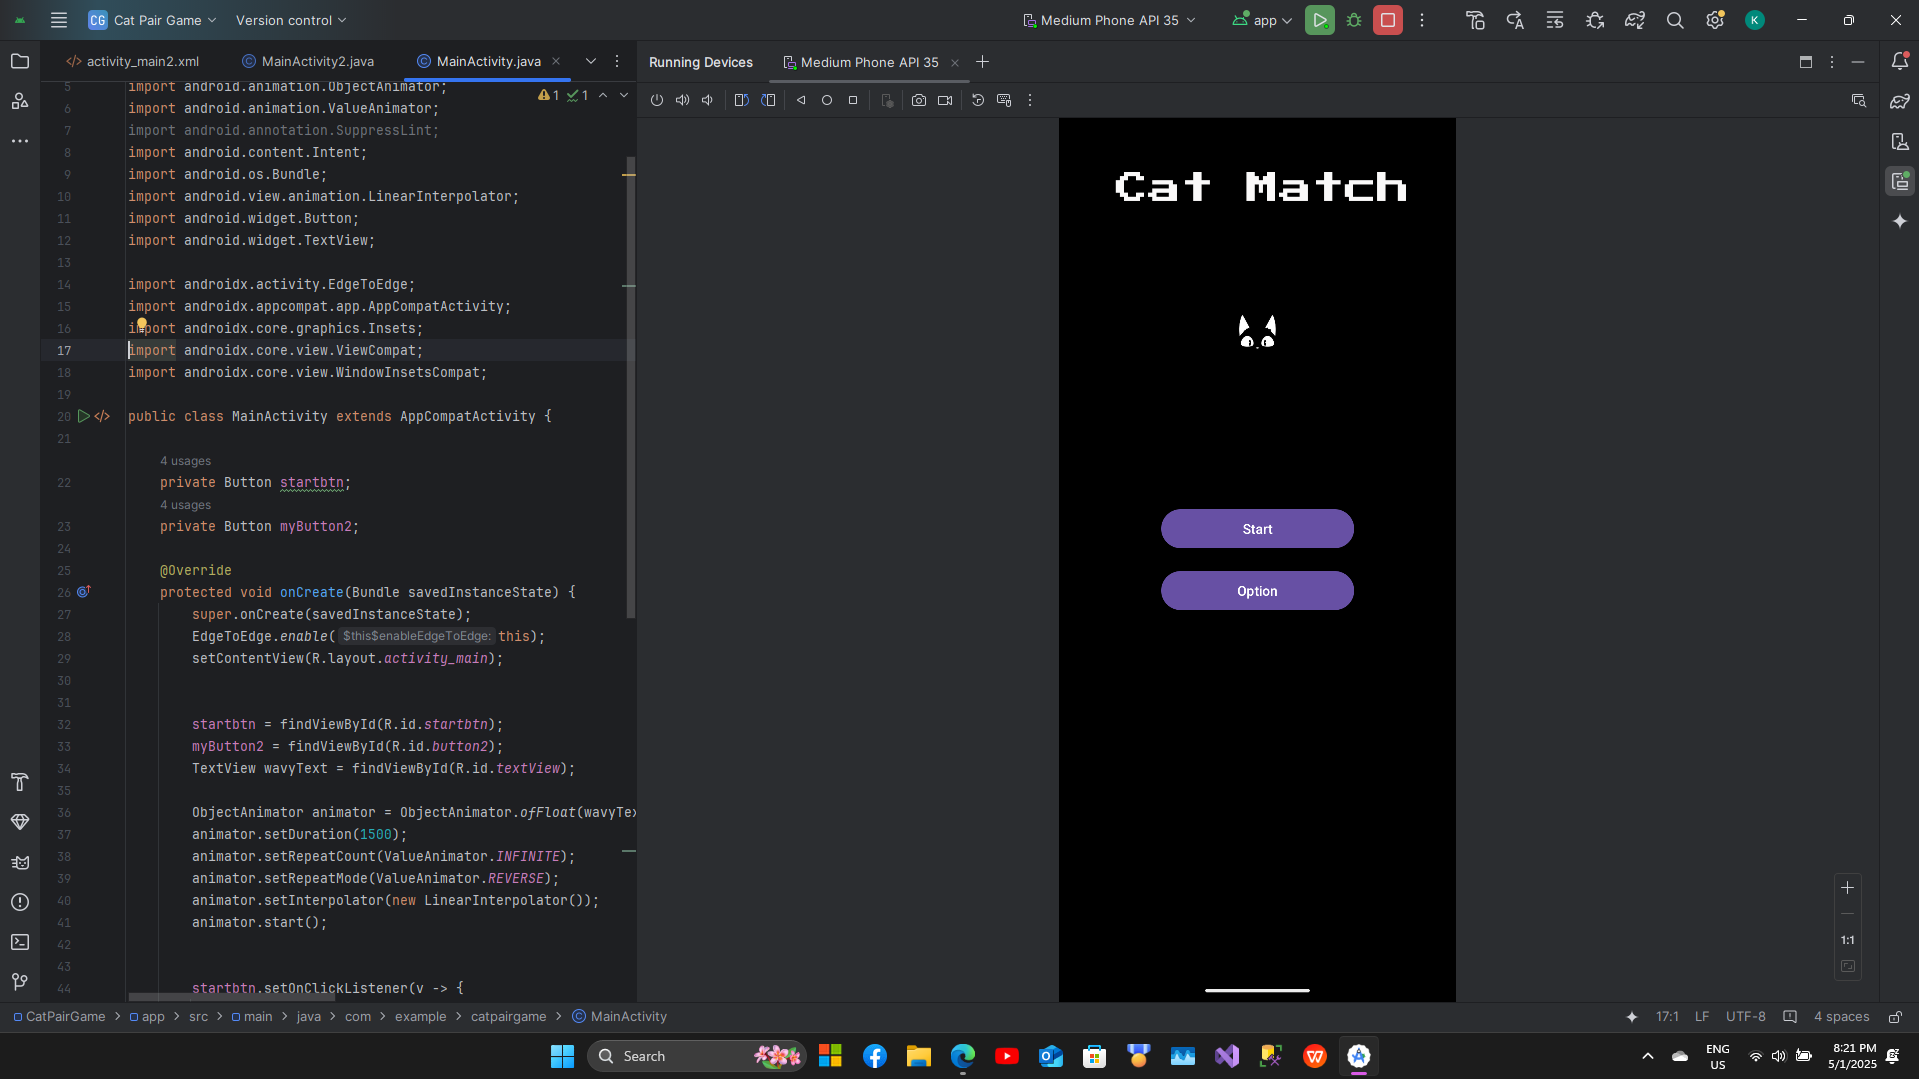 CG Cat Pair Game Version control Medium Phone API 35 app K
activity_main2.xml MainActivity2.java MainActivity.java Running Devices Medium Phone API 35
5 import android.animation.ObjectAnimator; 1 1
6 import android.animation.ValueAnimator;
7 import android.annotation.SuppressLint;
8 import android.content.Intent;
9 import android.os.Bundle;
10 import android.view.animation.LinearInterpolator;
11 import android.widget.Button;
12 import android.widget.TextView;
13
14 import androidx.activity.EdgeToEdge;
15 import androidx.appcompat.app.AppCompatActivity;
16 import androidx.core.graphics.Insets;
17 import androidx.core.view.ViewCompat;
18 import androidx.core.view.WindowInsetsCompat;
19
20 public class MainActivity extends AppCompatActivity {
21
4 usages
22 private Button startbtn;
4 usages
23 private Button myButton2;
24
25 @Override
26 protected void onCreate(Bundle savedInstanceState) {
27 super.onCreate(savedInstanceState);
28 EdgeToEdge.enable( $this$enableEdgeToEdge: this);
29 setContentView(R.layout.activity_main);
30
31
32 startbtn = findViewById(R.id.startbtn);
33 myButton2 = findViewById(R.id.button2);
34 TextView wavyText = findViewById(R.id.textView);
35
36 ObjectAnimator animator = ObjectAnimator.ofFloat(wavyTex
37 animator.setDuration(1500);
38 animator.setRepeatCount(ValueAnimator.INFINITE);
39 animator.setRepeatMode(ValueAnimator.REVERSE);
40 animator.setInterpolator(new LinearInterpolator());
41 animator.start();
42
43
44 startbtn.setOnClickListener(v -> {
Cat Match
Start
Option
1:1
CatPairGame > app > src > main > java > com > example > catpairgame > MainActivity 17:1 LF UTF-8 4 spaces
Search ENG US 8:21 PM 5/1/2025